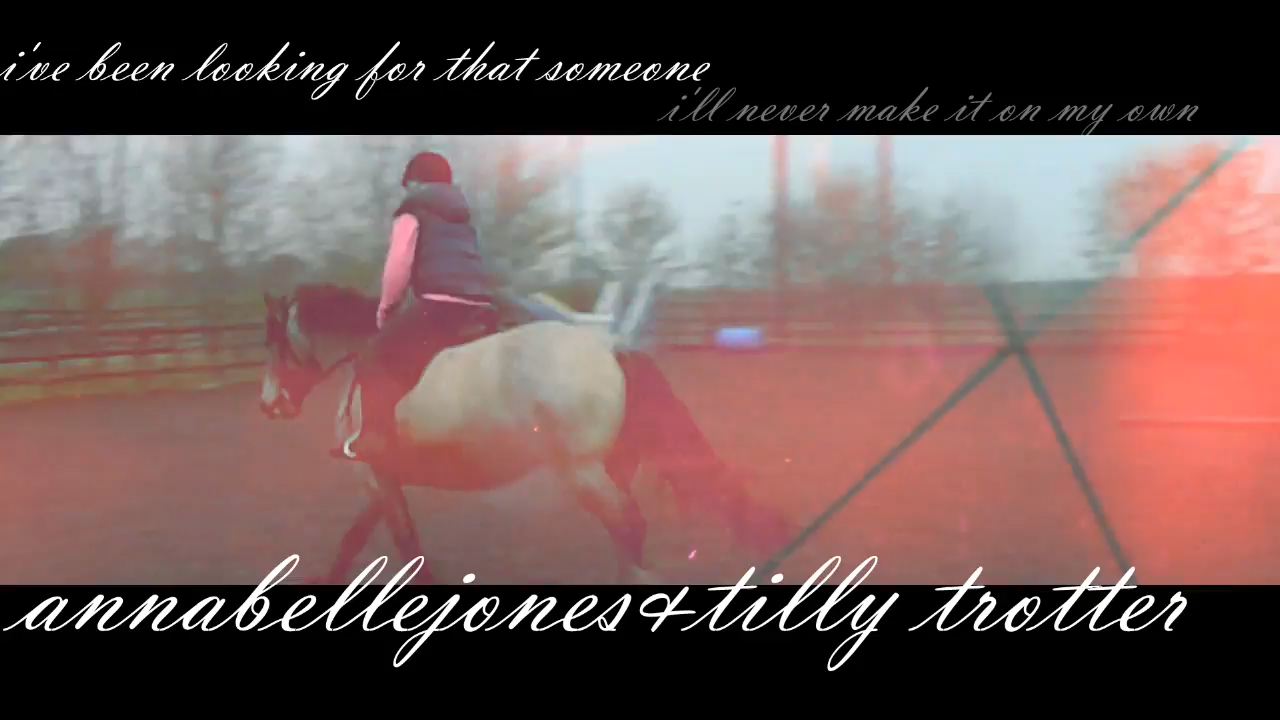 i've been looking for that someone
i'll never make it on my own
annabellejones&tilly trotter